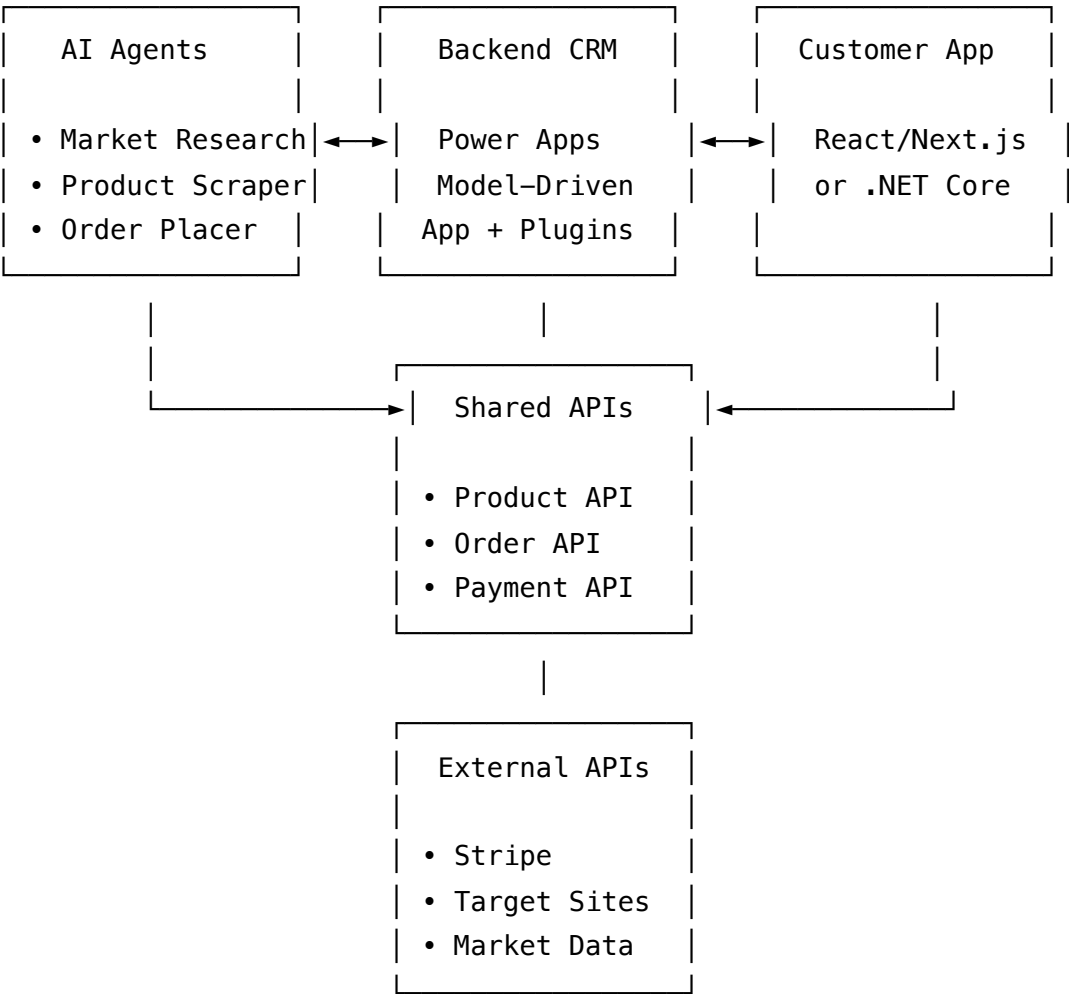 AI Agents
Backend CRM
Customer App
• Market Research
Power Apps
React/Next.js
• Product Scraper
Model-Driven
or .NET Core
• Order Placer
App + Plugins
Shared APIs
• Product API
• Order API
• Payment API
External APIs
• Stripe
• Target Sites
• Market Data